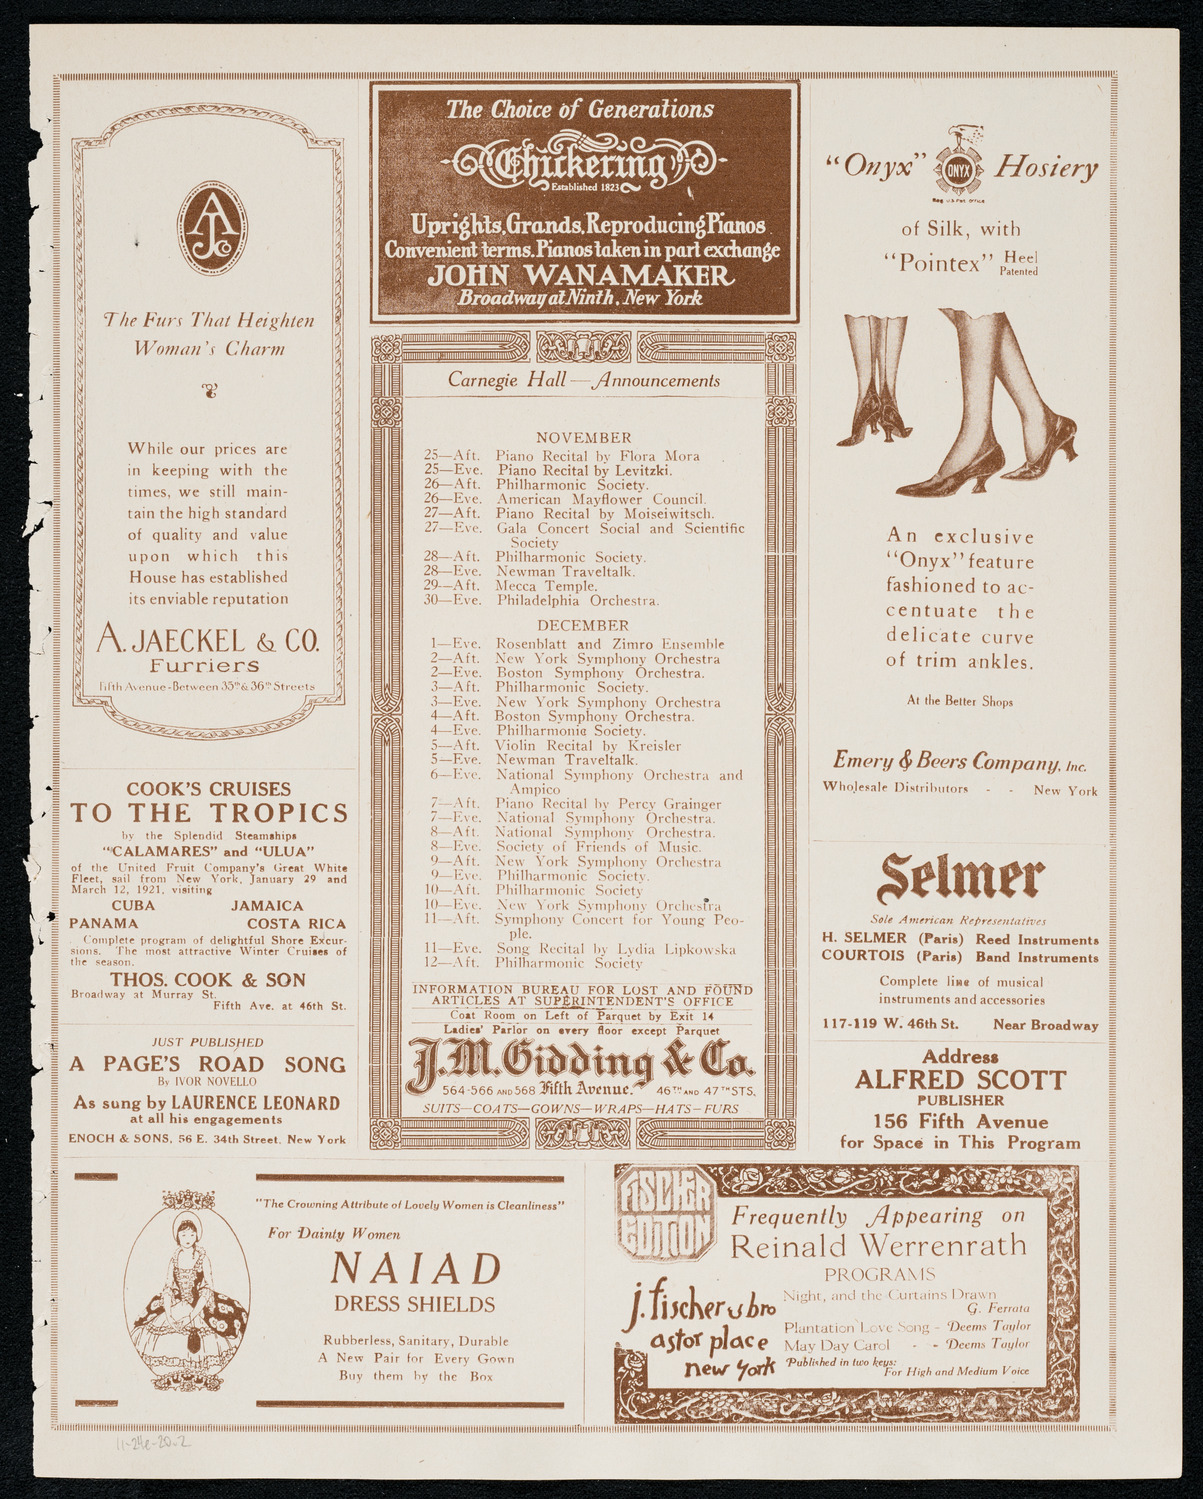 AJCo
The Furs That Heighten
Woman's Charm
While our prices are
in keeping with the
times, we still main-
tain the high standard
of quality and value
upon which this
House has established
its enviable reputation
A. JAECKEL & CO.
Furriers
Fifth Avenue-Between 35th & 36th Streets
COOK'S CRUISES
TO THE TROPICS
by the Splendid Steamships
"CALAMARES" and "ULUA"
of the United Fruit Company's Great White
Fleet, sail from New York, January 29 and
March 12, 1921, visiting
CUBA JAMAICA
PANAMA COSTA RICA
Complete program of delightful Shore Excur-
sions. The most attractive Winter Cruises of
the season.
THOS. COOK & SON
Broadway at Murray St.
Fifth Ave. at 46th St.
JUST PUBLISHED
A PAGE'S ROAD SONG
By IVOR NOVELLO
As sung by LAURENCE LEONARD
at all his engagements
ENOCH & SONS, 56 E. 34th Street, New York
The Choice of Generations
Chickering
Established 1823
Uprights, Grands, Reproducing Pianos
Convenient terms. Pianos taken in part exchange
JOHN WANAMAKER
Broadway at Ninth, New York
Carnegie Hall — Announcements
NOVEMBER
25—Aft. Piano Recital by Flora Mora
25—Eve. Piano Recital by Levitzki.
26—Aft. Philharmonic Society.
26—Eve. American Mayflower Council.
27—Aft. Piano Recital by Moiseiwitsch.
27—Eve. Gala Concert Social and Scientific
Society
28—Aft. Philharmonic Society.
28—Eve. Newman Traveltalk.
29—Aft. Mecca Temple.
30—Eve. Philadelphia Orchestra.
DECEMBER
1—Eve. Rosenblatt and Zimro Ensemble
2—Aft. New York Symphony Orchestra
2—Eve. Boston Symphony Orchestra.
3—Aft. Philharmonic Society.
3—Eve. New York Symphony Orchestra
4—Aft. Boston Symphony Orchestra.
4—Eve. Philharmonic Society.
5—Aft. Violin Recital by Kreisler
5—Eve. Newman Traveltalk.
6—Eve. National Symphony Orchestra and
Ampico
7—Aft. Piano Recital by Percy Grainger
7—Eve. National Symphony Orchestra.
8—Aft. National Symphony Orchestra.
8—Eve. Society of Friends of Music.
9—Aft. New York Symphony Orchestra
9—Eve. Philharmonic Society.
10—Aft. Philharmonic Society
10—Eve. New York Symphony Orchestra
11—Aft. Symphony Concert for Young Peo-
ple.
11—Eve. Song Recital by Lydia Lipkowska
12—Aft. Philharmonic Society
INFORMATION BUREAU FOR LOST AND FOUND
ARTICLES AT SUPERINTENDENT'S OFFICE
Coat Room on Left of Parquet by Exit 14
Ladies' Parlor on every floor except Parquet
J.M. Gidding & Co.
564-566 AND 568 Fifth Avenue. 46TH AND 47TH STS.
SUITS—COATS—GOWNS—WRAPS—HATS—FURS
"Onyx" ONYX Hosiery
Reg. U.S. Pat. Office
of Silk, with
"Pointex" Heel
Patented
An exclusive
"Onyx" feature
fashioned to ac-
centuate the
delicate curve
of trim ankles.
At the Better Shops
Emery & Beers Company, Inc.
Wholesale Distributors - - New York
Selmer
Sole American Representatives
H. SELMER (Paris) Reed Instruments
COURTOIS (Paris) Band Instruments
Complete line of musical
instruments and accessories
117-119 W. 46th St. Near Broadway
Address
ALFRED SCOTT
PUBLISHER
156 Fifth Avenue
for Space in This Program
"The Crowning Attribute of Lovely Women is Cleanliness"
For Dainty Women
NAIAD
DRESS SHIELDS
Rubberless, Sanitary, Durable
A New Pair for Every Gown
Buy them by the Box
FISCHER
EDITION
j. fischer & bro
astor place
new york
Frequently Appearing on
Reinald Werrenrath
PROGRAMS
Night, and the Curtains Drawn
G. Ferrata
Plantation Love Song - Deems Taylor
May Day Carol - - Deems Taylor
Published in two keys:
For High and Medium Voice
11-24e-20-2